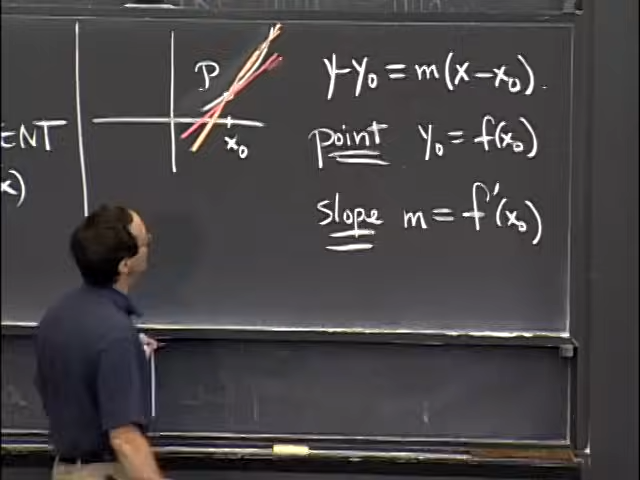 ENT
x)
P
x₀
y-y₀ = m(x-x₀).
point y₀ = f(x₀)
slope m = f'(x₀)